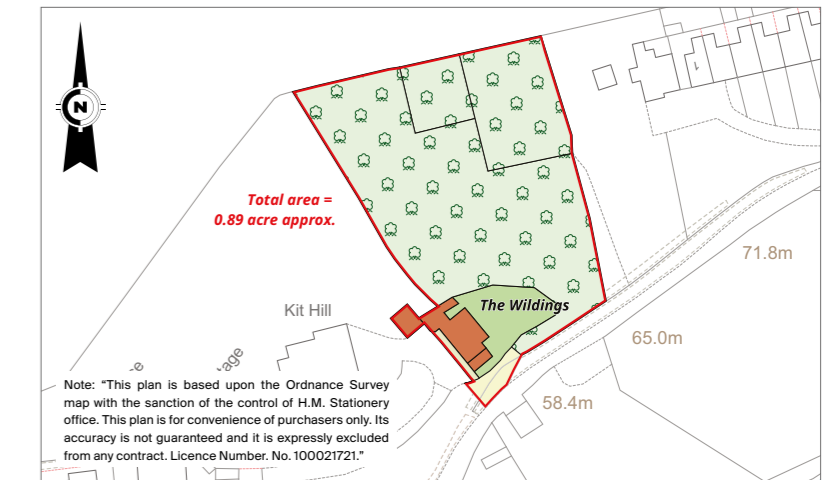 N
Total area =
0.89 acre approx.
71.8m
The Wildings
Kit Hill
65.0m
58.4m
Note: “This plan is based upon the Ordnance Survey
map with the sanction of the control of H.M. Stationery
office. This plan is for convenience of purchasers only. Its
accuracy is not guaranteed and it is expressly excluded
from any contract. Licence Number. No. 100021721.”